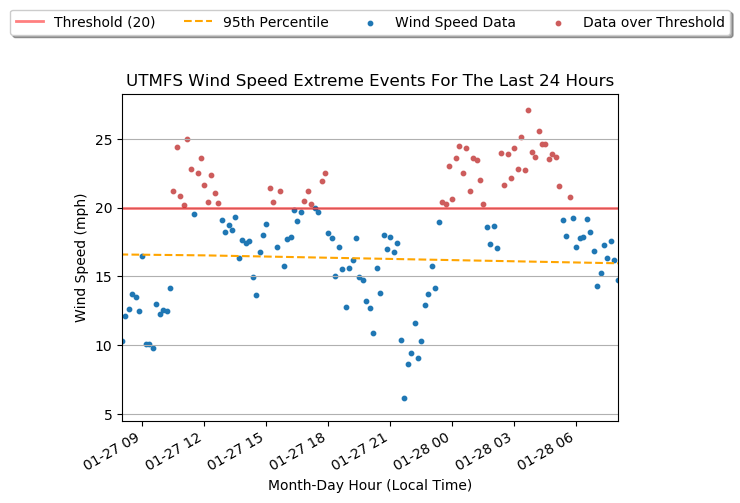 Threshold (20) 95th Percentile Wind Speed Data Data over Threshold
UTMFS Wind Speed Extreme Events For The Last 24 Hours
Wind Speed (mph)
25
20
15
10
5
01-27 09 01-27 12 01-27 15 01-27 18 01-27 21 01-28 00 01-28 03 01-28 06
Month-Day Hour (Local Time)